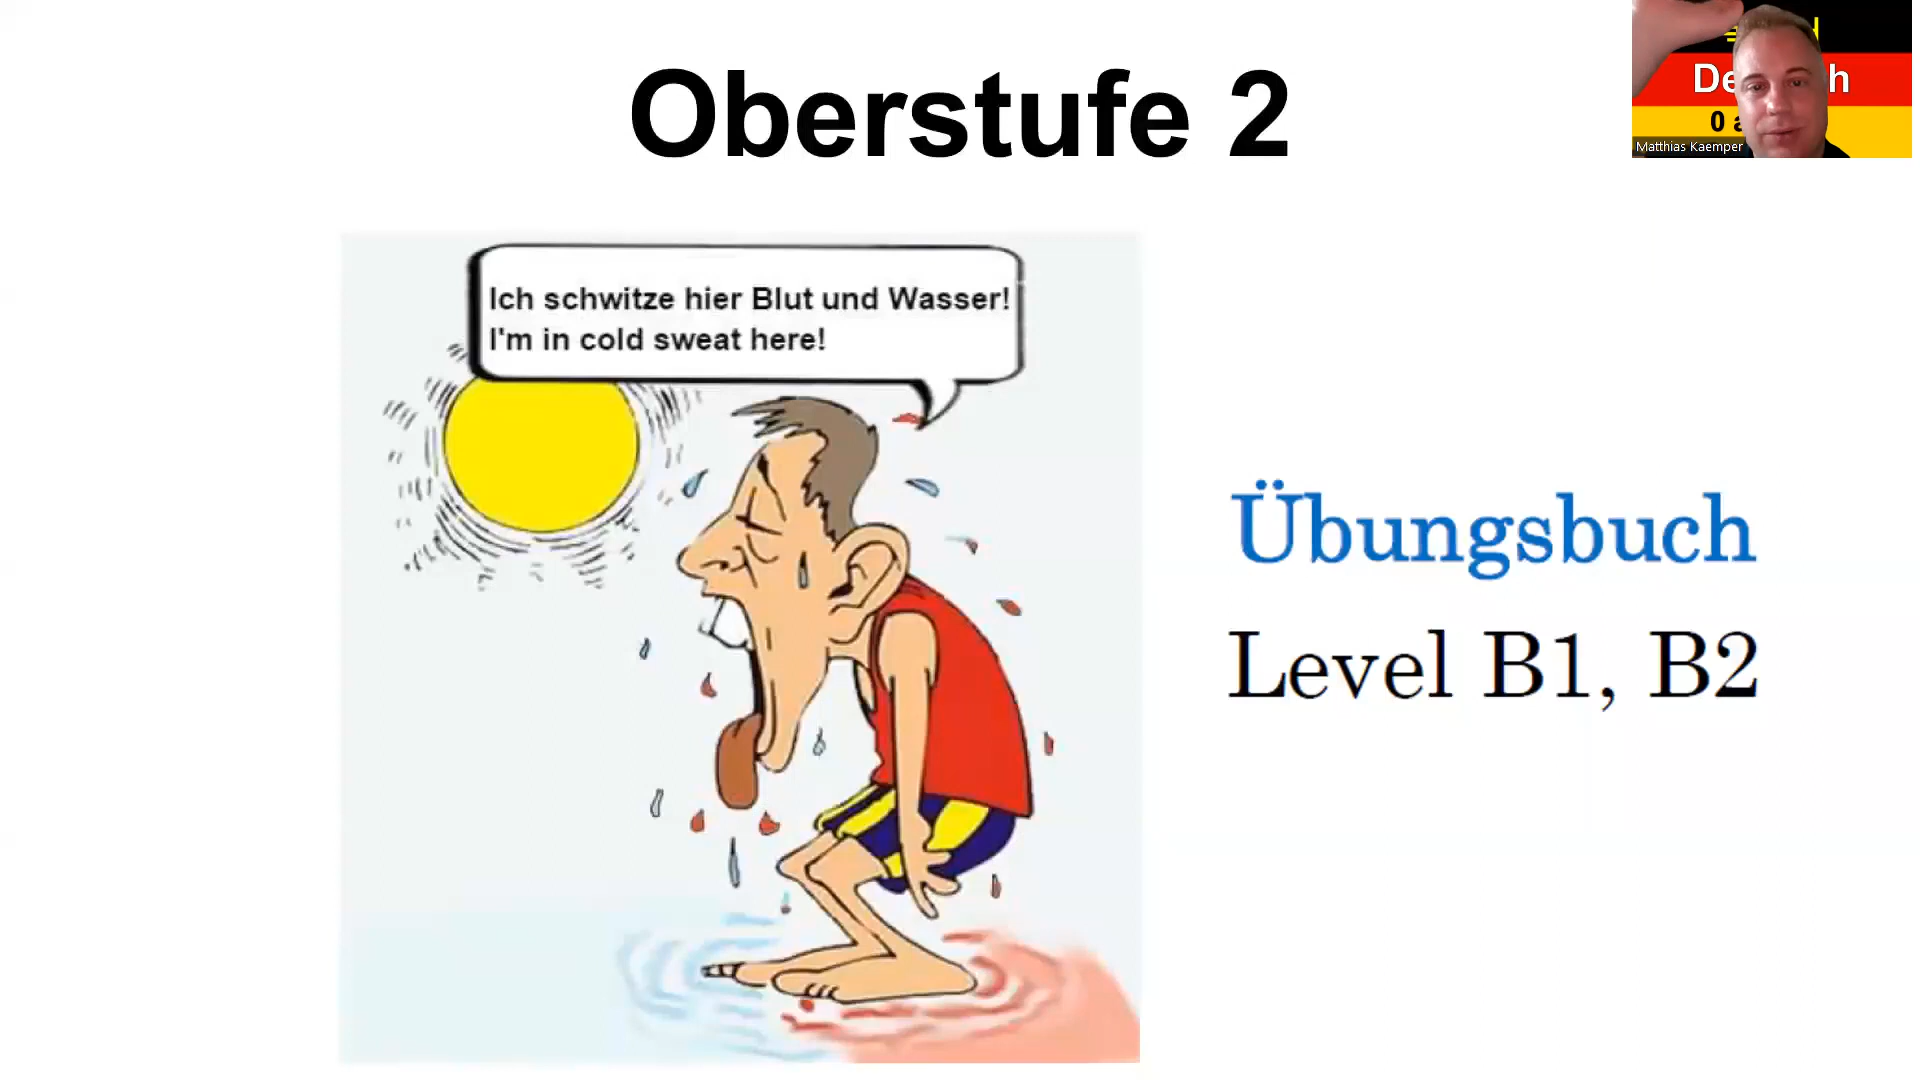 Oberstufe 2
Matthias Kaemper
Ich schwitze hier Blut und Wasser!
I'm in cold sweat here!
Übungsbuch
Level B1, B2